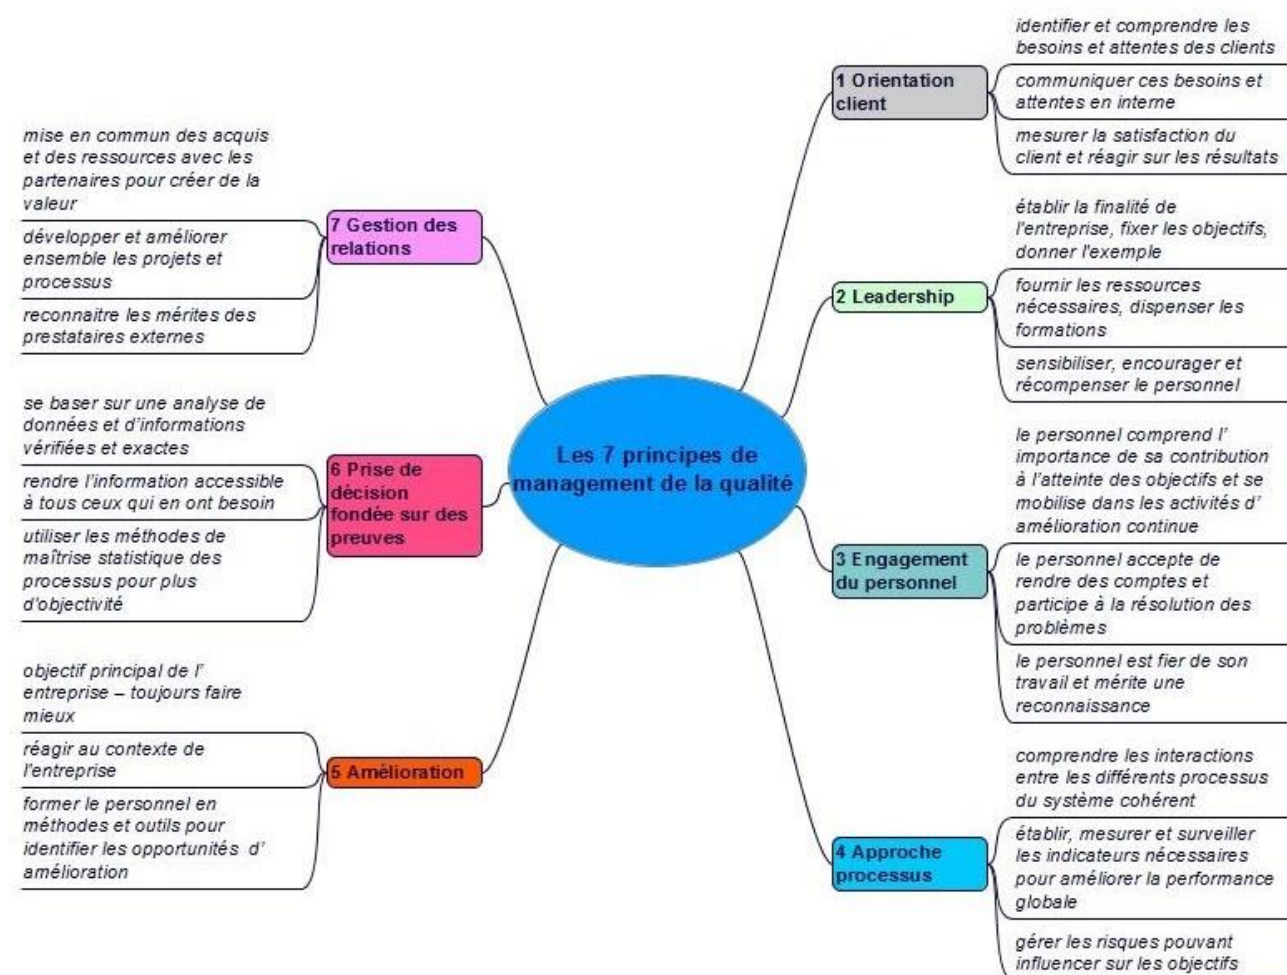 Les 7 principes de
management de la qualité
1 Orientation
client
identifier et comprendre les
besoins et attentes des clients
communiquer ces besoins et
attentes en interne
mesurer la satisfaction du
client et réagir sur les résultats
2 Leadership
établir la finalité de
l'entreprise, fixer les objectifs,
donner l'exemple
fournir les ressources
nécessaires, dispenser les
formations
sensibiliser, encourager et
récompenser le personnel
3 Engagement
du personnel
le personnel comprend l’
importance de sa contribution
à l’atteinte des objectifs et se
mobilise dans les activités d’
amélioration continue
le personnel accepte de
rendre des comptes et
participe à la résolution des
problèmes
le personnel est fier de son
travail et mérite une
reconnaissance
4 Approche
processus
comprendre les interactions
entre les différents processus
du système cohérent
établir, mesurer et surveiller
les indicateurs nécessaires
pour améliorer la performance
globale
gérer les risques pouvant
influencer sur les objectifs
5 Amélioration
objectif principal de l’
entreprise – toujours faire
mieux
réagir au contexte de
l'entreprise
former le personnel en
méthodes et outils pour
identifier les opportunités d’
amélioration
6 Prise de
décision
fondée sur des
preuves
se baser sur une analyse de
données et d’informations
vérifiées et exactes
rendre l’information accessible
à tous ceux qui en ont besoin
utiliser les méthodes de
maîtrise statistique des
processus pour plus
d'objectivité
7 Gestion des
relations
mise en commun des acquis
et des ressources avec les
partenaires pour créer de la
valeur
développer et améliorer
ensemble les projets et
processus
reconnaitre les mérites des
prestataires externes